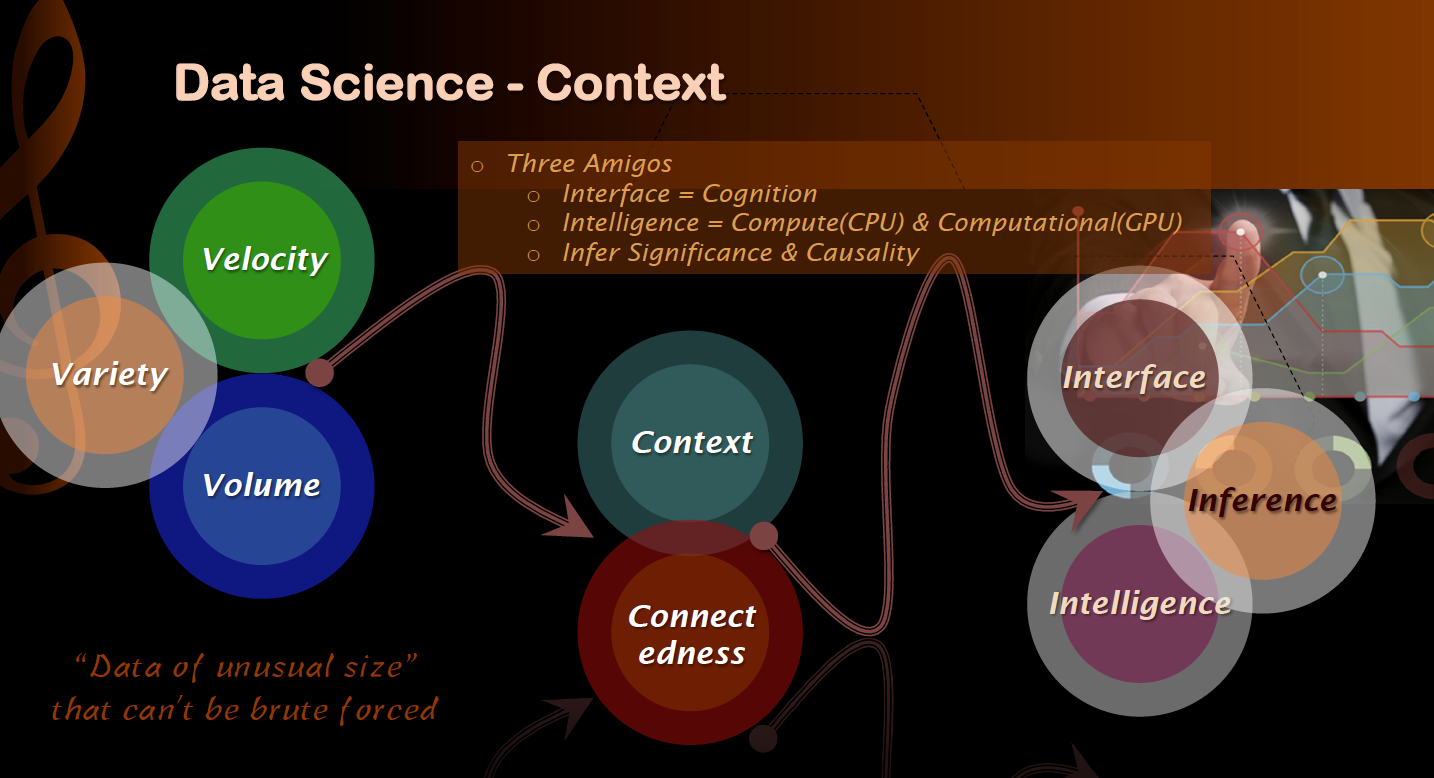 Data Science - Context
○ Three Amigos
○ Interface = Cognition
○ Intelligence = Compute(CPU) & Computational(GPU)
○ Infer Significance & Causality
Velocity
Variety
Volume
Context
Connect
edness
Interface
Inference
Intelligence
“Data of unusual size”
that can’t be brute forced